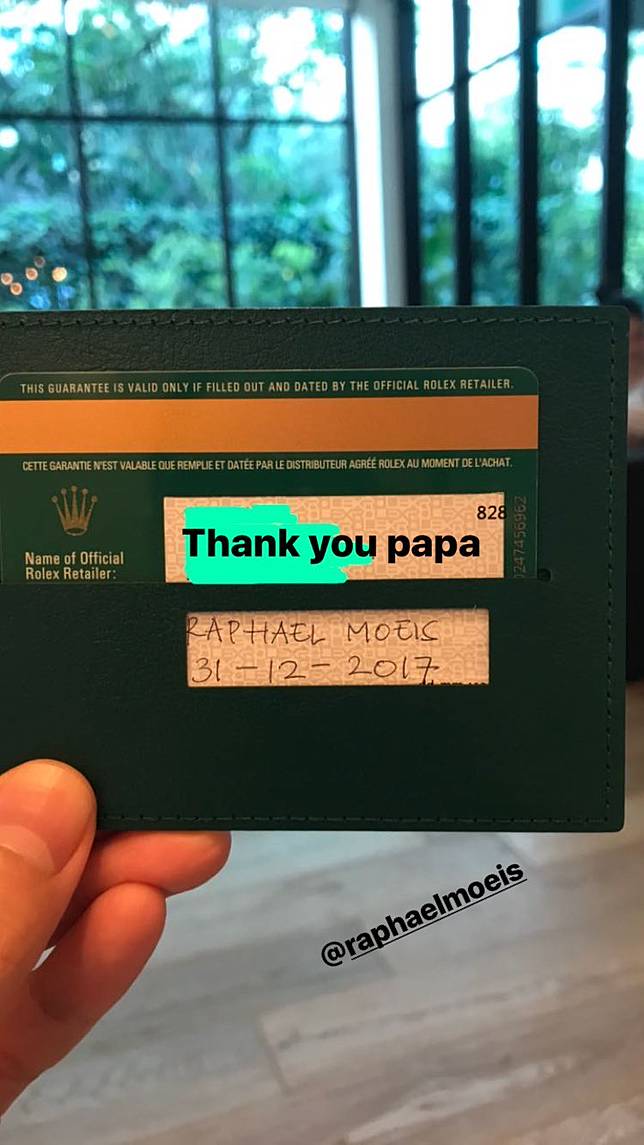 THIS GUARANTEE IS VALID ONLY IF FILLED OUT AND DATED BY THE OFFICIAL ROLEX RETAILER.
CETTE GARANTIE N'EST VALABLE QUE REMPLIE ET DATÉE PAR LE DISTRIBUTEUR AGRÉÉ ROLEX AU MOMENT DE L'ACHAT.
828
Thank you papa
Name of Official
Rolex Retailer:
0247456962
RAPHAEL MOEIS
31-12-2017
@raphaelmoeis